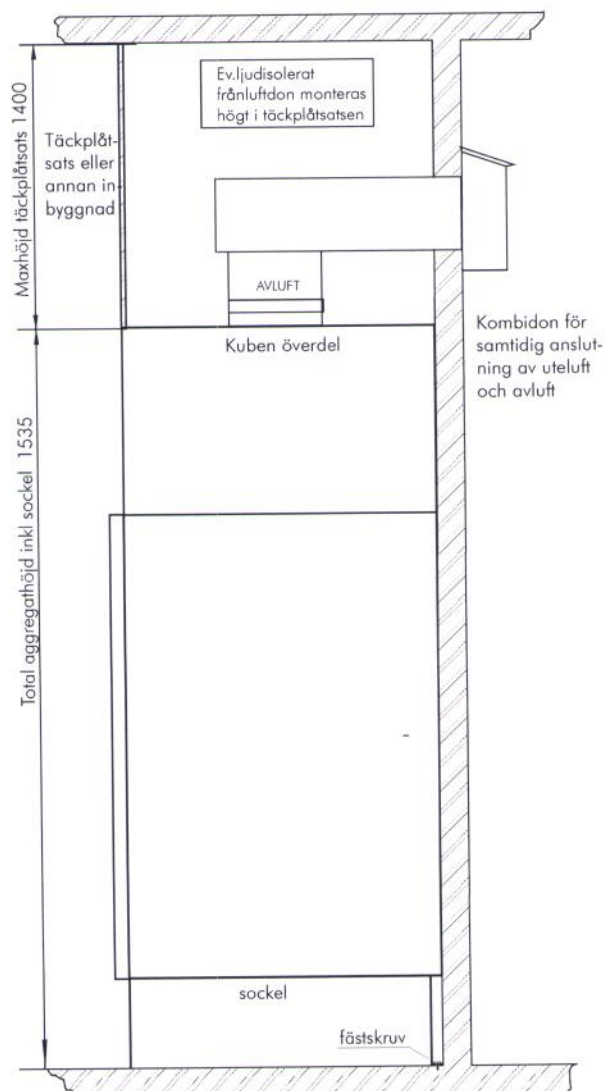 Ev.ljudisolerat
frånluftdon monteras
högt i täckplåtsatsen
Maxhöjd täckplåtsats 1400
Täckplåt-
sats eller
annan in
byggnad
AVLUFT
Kuben överdel
Kombidon för
samtidig anslut-
ning av uteluft
och avluft
Total aggregathöjd inkl sockel 1535
sockel
fästskruv